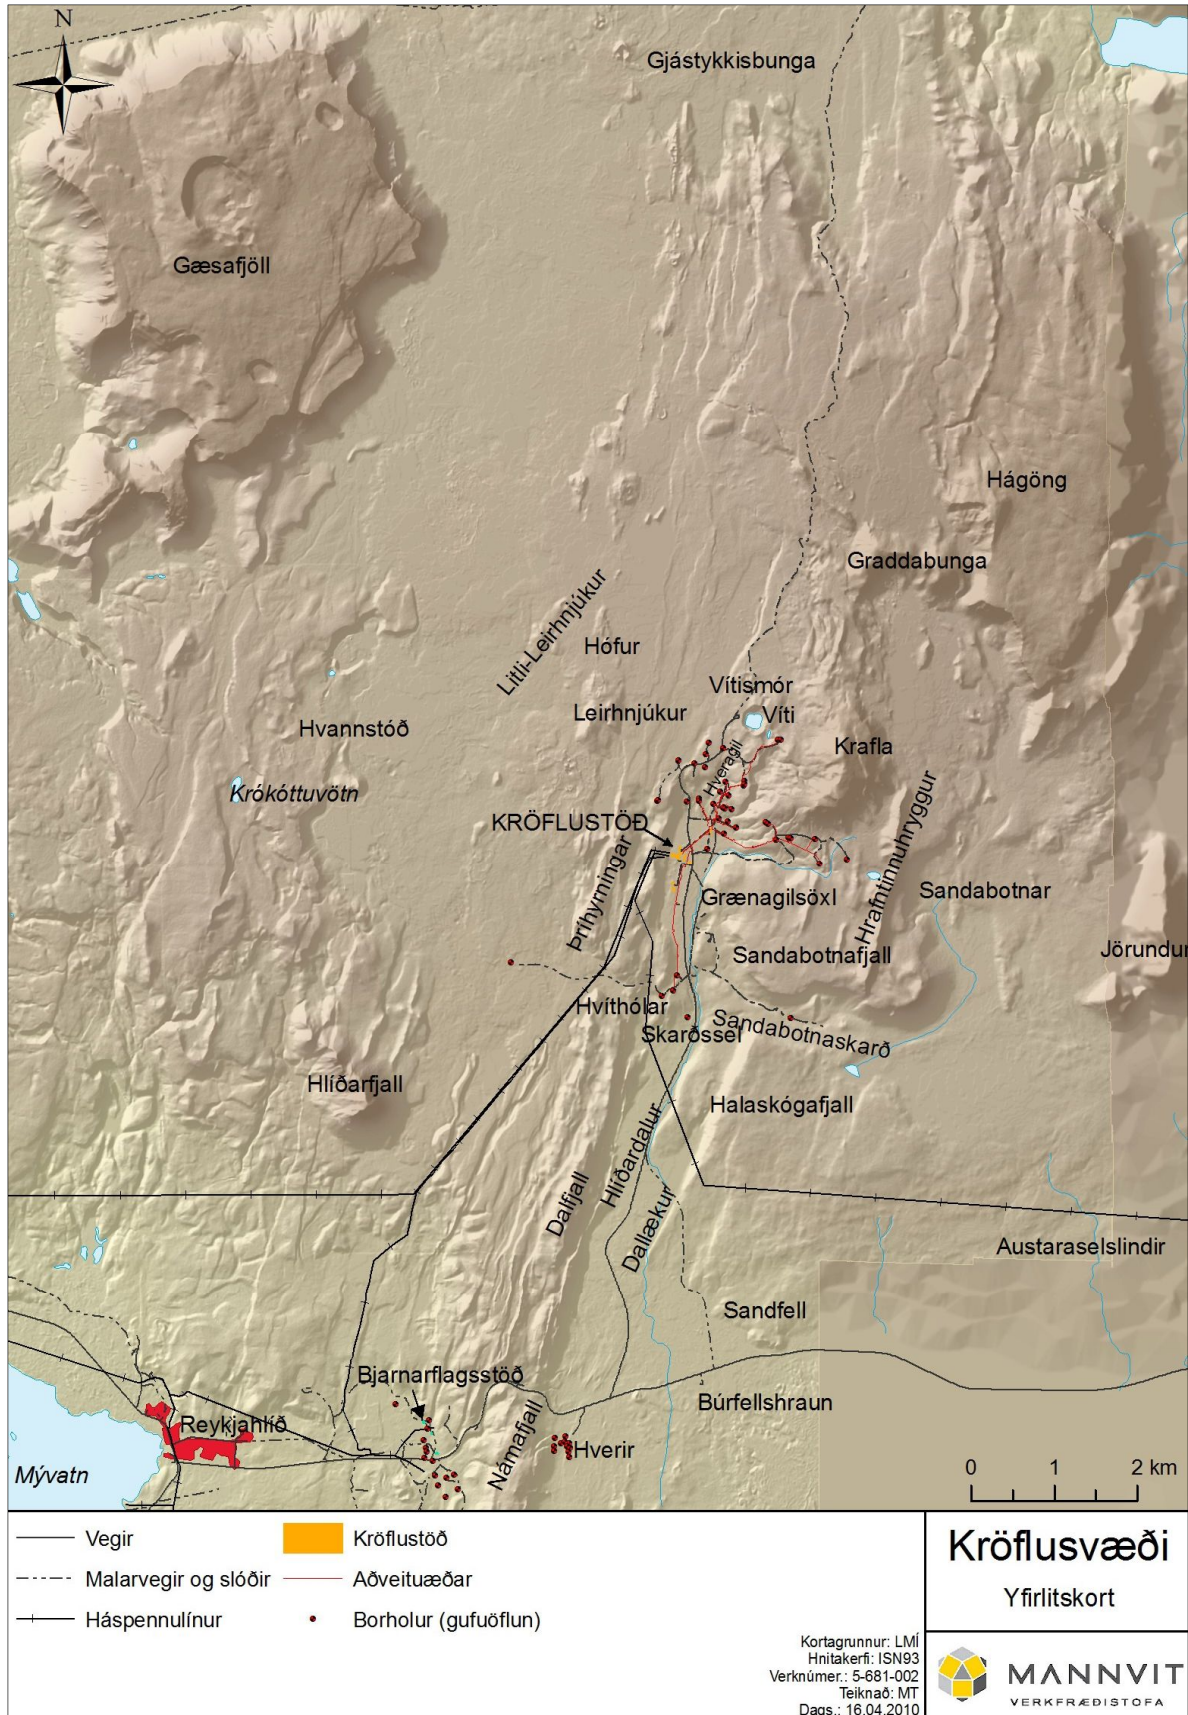 N
Gjástykkisbunga
Gæsafjöll
Hágöng
Graddabunga
Litli-Leirhnjúkur
Hófur
Vítismór
Leirhnjúkur
Víti
Hvannstóð
Krafla
Hveragil
Krókóttuvötn
KRÖFLUSTÖÐ
Þríhyrningar
Hrafntinnuhryggur
Grænagilsöxl
Sandabotnar
Sandabotnafjall
Jörundur
Hvíthólar
Skarðssel
Sandabotnaskarð
Hlíðarfjall
Halaskógafjall
Hlíðardalur
Dalfjall
Dallækur
Austaraselslindir
Sandfell
Bjarnarflagsstöð
Búrfellshraun
Reykjahlíð
Námafjall
Hverir
Mývatn
0 1 2 km
Vegir
Malarvegir og slóðir
Háspennulínur
Kröflustöð
Aðveituæðar
Borholur (gufuöflun)
Kortagrunnur: LMÍ
Hnitakerfi: ISN93
Verknúmer.: 5-681-002
Teiknað: MT
Dags.: 16.04.2010
Kröflusvæði
Yfirlitskort
MANNVIT
VERKFRÆÐISTOFA